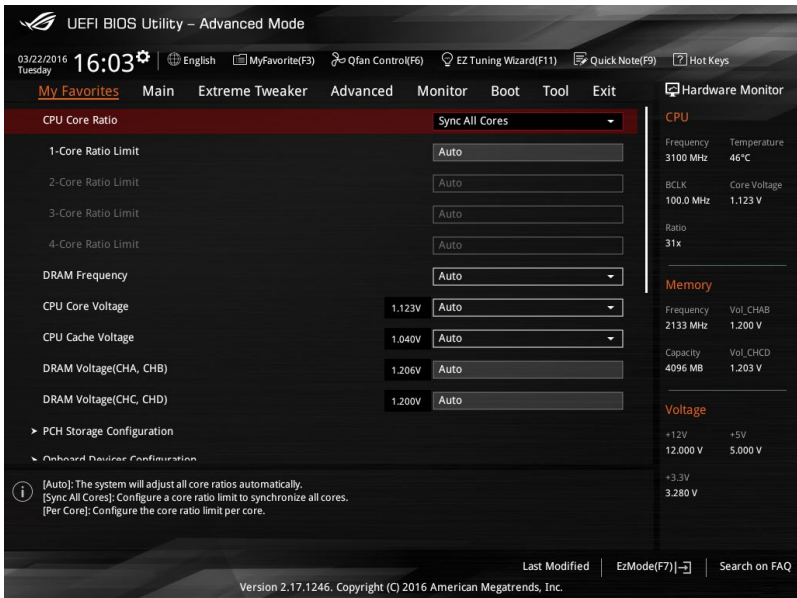 UEFI BIOS Utility – Advanced Mode
03/22/2016
Tuesday
16:03
English
MyFavorite(F3)
Qfan Control(F6)
EZ Tuning Wizard(F11)
Quick Note(F9)
? Hot Keys
My Favorites Main Extreme Tweaker Advanced Monitor Boot Tool Exit
Hardware Monitor
CPU Core Ratio Sync All Cores
1-Core Ratio Limit Auto
2-Core Ratio Limit Auto
3-Core Ratio Limit Auto
4-Core Ratio Limit Auto
DRAM Frequency Auto
CPU Core Voltage 1.123V Auto
CPU Cache Voltage 1.040V Auto
DRAM Voltage(CHA, CHB) 1.206V Auto
DRAM Voltage(CHC, CHD) 1.200V Auto
> PCH Storage Configuration
> Onboard Devices Configuration
CPU
Frequency Temperature
3100 MHz 46°C
BCLK Core Voltage
100.0 MHz 1.123 V
Ratio
31x
Memory
Frequency Vol_CHAB
2133 MHz 1.200 V
Capacity Vol_CHCD
4096 MB 1.203 V
Voltage
+12V +5V
12.000 V 5.000 V
+3.3V
3.280 V
[Auto]: The system will adjust all core ratios automatically.
[Sync All Cores]: Configure a core ratio limit to synchronize all cores.
[Per Core]: Configure the core ratio limit per core.
Last Modified
EzMode(F7)
Search on FAQ
Version 2.17.1246. Copyright (C) 2016 American Megatrends, Inc.